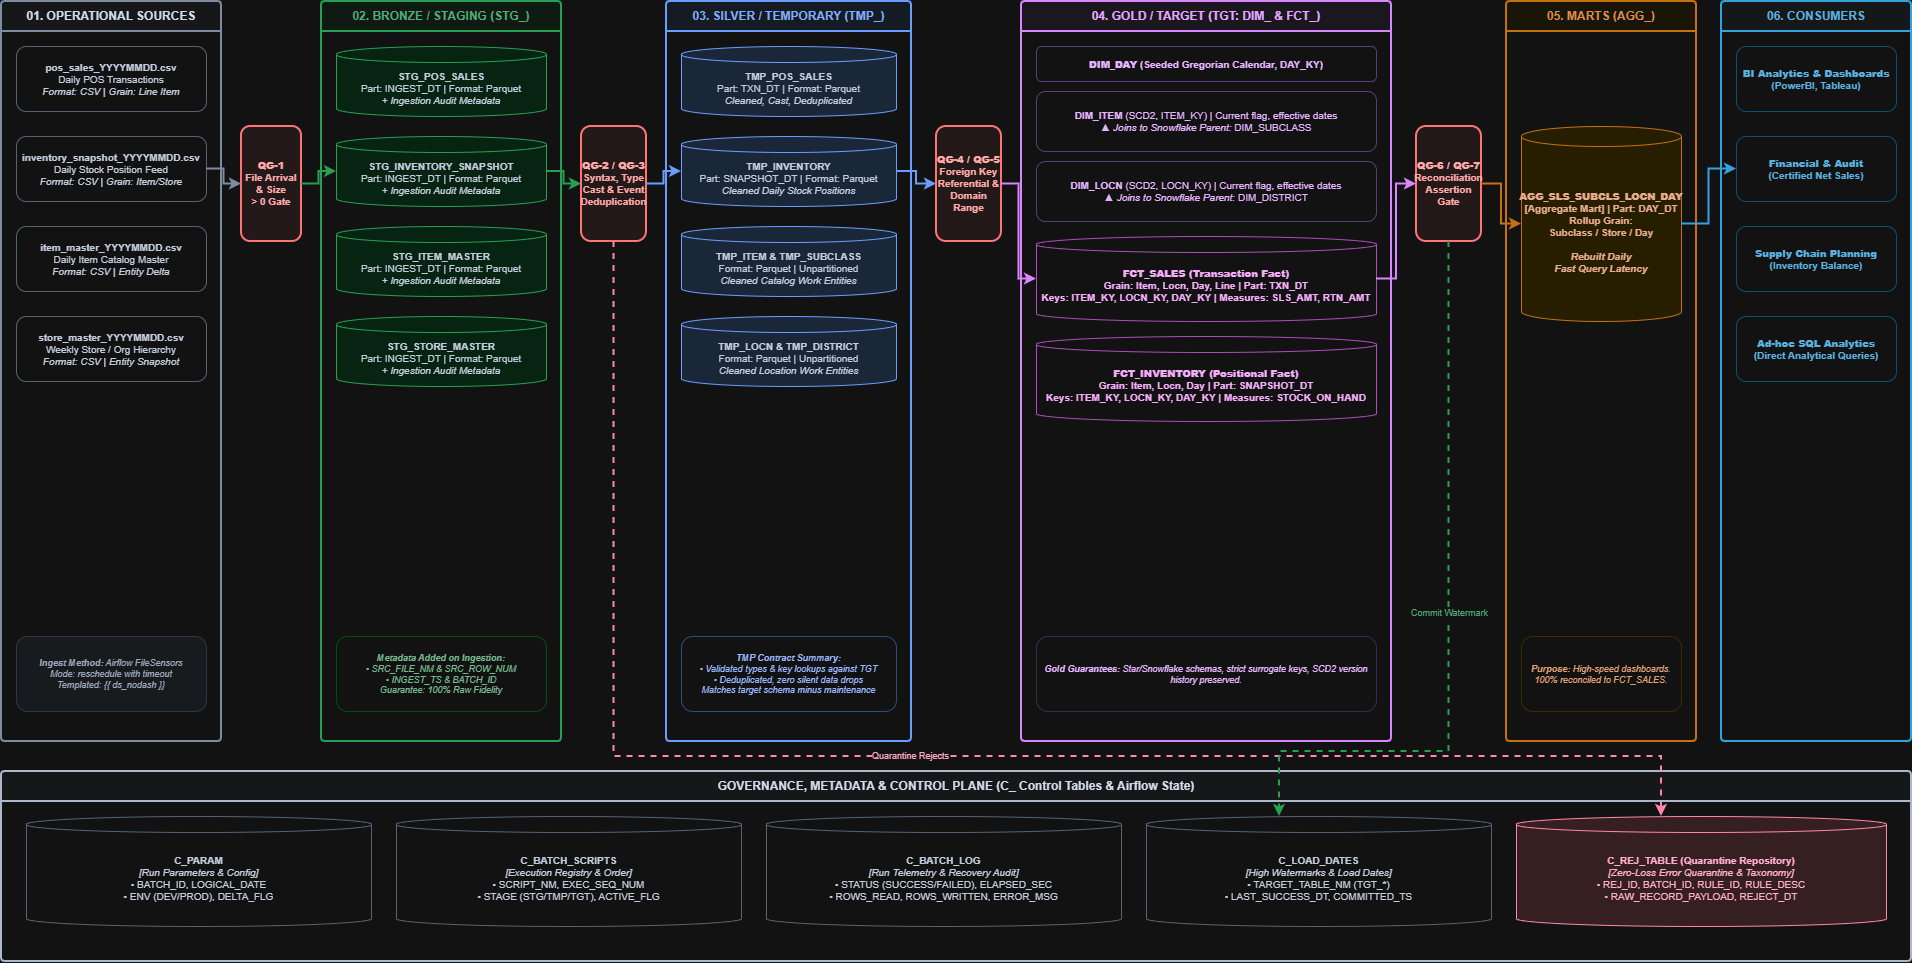 01. OPERATIONAL SOURCES
pos_sales_YYYYMMDD.csv
Daily POS Transactions
Format: CSV | Grain: Line Item
inventory_snapshot_YYYYMMDD.csv
Daily Stock Position Feed
Format: CSV | Grain: Item/Store
item_master_YYYYMMDD.csv
Daily Item Catalog Master
Format: CSV | Entity Delta
store_master_YYYYMMDD.csv
Weekly Store / Org Hierarchy
Format: CSV | Entity Snapshot
Ingest Method: Airflow FileSensors
Mode: reschedule with timeout
Templated: {{ ds_nodash }}
QG-1
File Arrival
& Size
> 0 Gate
02. BRONZE / STAGING (STG_)
STG_POS_SALES
Part: INGEST_DT | Format: Parquet
+ Ingestion Audit Metadata
STG_INVENTORY_SNAPSHOT
Part: INGEST_DT | Format: Parquet
+ Ingestion Audit Metadata
STG_ITEM_MASTER
Part: INGEST_DT | Format: Parquet
+ Ingestion Audit Metadata
STG_STORE_MASTER
Part: INGEST_DT | Format: Parquet
+ Ingestion Audit Metadata
Metadata Added on Ingestion:
• SRC_FILE_NM & SRC_ROW_NUM
• INGEST_TS & BATCH_ID
Guarantee: 100% Raw Fidelity
QG-2 / QG-3
Syntax, Type
Cast & Event
Deduplication
03. SILVER / TEMPORARY (TMP_)
TMP_POS_SALES
Part: TXN_DT | Format: Parquet
Cleaned, Cast, Deduplicated
TMP_INVENTORY
Part: SNAPSHOT_DT | Format: Parquet
Cleaned Daily Stock Positions
TMP_ITEM & TMP_SUBCLASS
Format: Parquet | Unpartitioned
Cleaned Catalog Work Entities
TMP_LOCN & TMP_DISTRICT
Format: Parquet | Unpartitioned
Cleaned Location Work Entities
TMP Contract Summary:
• Validated types & key lookups against TGT
• Deduplicated, zero silent data drops
Matches target schema minus maintenance
QG-4 / QG-5
Foreign Key
Referential &
Domain
Range
04. GOLD / TARGET (TGT: DIM_ & FCT_)
DIM_DAY (Seeded Gregorian Calendar, DAY_KY)
DIM_ITEM (SCD2, ITEM_KY) | Current flag, effective dates
▲ Joins to Snowflake Parent: DIM_SUBCLASS
DIM_LOCN (SCD2, LOCN_KY) | Current flag, effective dates
▲ Joins to Snowflake Parent: DIM_DISTRICT
FCT_SALES (Transaction Fact)
Grain: Item, Locn, Day, Line | Part: TXN_DT
Keys: ITEM_KY, LOCN_KY, DAY_KY | Measures: SLS_AMT, RTN_AMT
FCT_INVENTORY (Positional Fact)
Grain: Item, Locn, Day | Part: SNAPSHOT_DT
Keys: ITEM_KY, LOCN_KY, DAY_KY | Measures: STOCK_ON_HAND
Gold Guarantees: Star/Snowflake schemas, strict surrogate keys, SCD2 version
history preserved.
QG-6 / QG-7
Reconciliation
Assertion
Gate
Commit Watermark
05. MARTS (AGG_)
AGG_SLS_SUBCLS_LOCN_DAY
[Aggregate Mart] | Part: DAY_DT
Rollup Grain:
Subclass / Store / Day
Rebuilt Daily
Fast Query Latency
Purpose: High-speed dashboards.
100% reconciled to FCT_SALES.
06. CONSUMERS
BI Analytics & Dashboards
(PowerBI, Tableau)
Financial & Audit
(Certified Net Sales)
Supply Chain Planning
(Inventory Balance)
Ad-hoc SQL Analytics
(Direct Analytical Queries)
Quarantine Rejects
GOVERNANCE, METADATA & CONTROL PLANE (C_ Control Tables & Airflow State)
C_PARAM
[Run Parameters & Config]
• BATCH_ID, LOGICAL_DATE
• ENV (DEV/PROD), DELTA_FLG
C_BATCH_SCRIPTS
[Execution Registry & Order]
• SCRIPT_NM, EXEC_SEQ_NUM
• STAGE (STG/TMP/TGT), ACTIVE_FLG
C_BATCH_LOG
[Run Telemetry & Recovery Audit]
• STATUS (SUCCESS/FAILED), ELAPSED_SEC
• ROWS_READ, ROWS_WRITTEN, ERROR_MSG
C_LOAD_DATES
[High Watermarks & Load Dates]
• TARGET_TABLE_NM (TGT_*)
• LAST_SUCCESS_DT, COMMITTED_TS
C_REJ_TABLE (Quarantine Repository)
[Zero-Loss Error Quarantine & Taxonomy]
• REJ_ID, BATCH_ID, RULE_ID, RULE_DESC
• RAW_RECORD_PAYLOAD, REJECT_DT